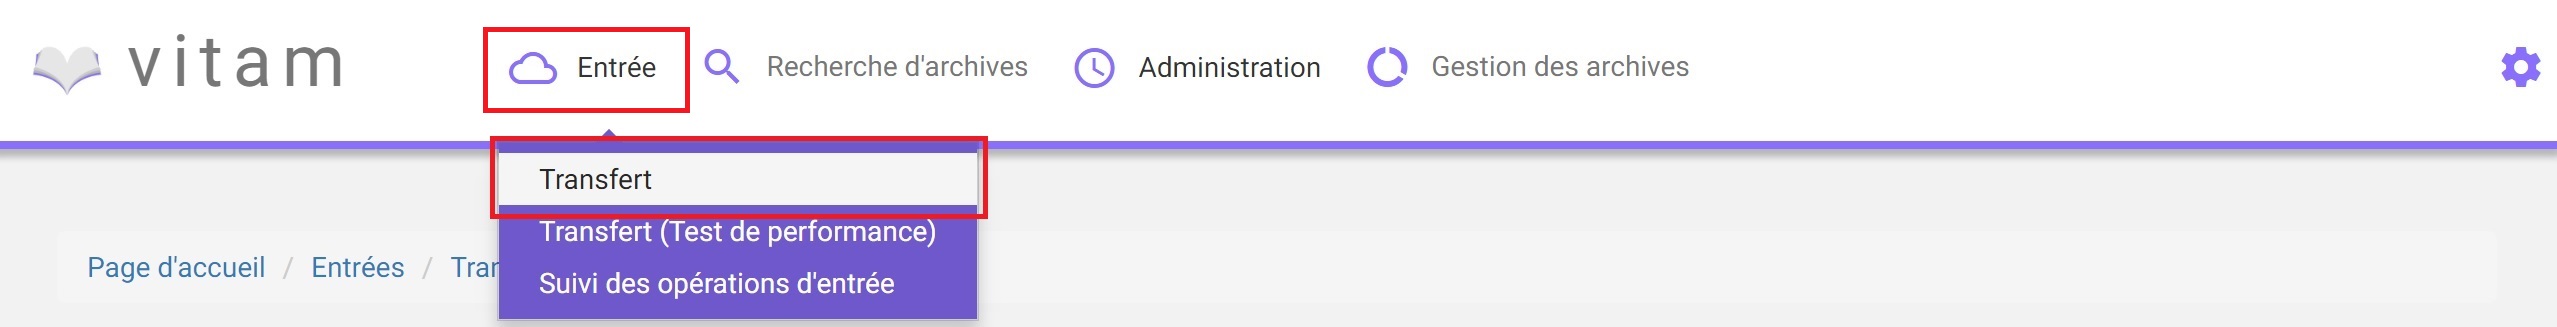 vitam
Entrée
Recherche d'archives
Administration
Gestion des archives
Transfert
Transfert (Test de performance)
Suivi des opérations d'entrée
Page d'accueil / Entrées / Tran